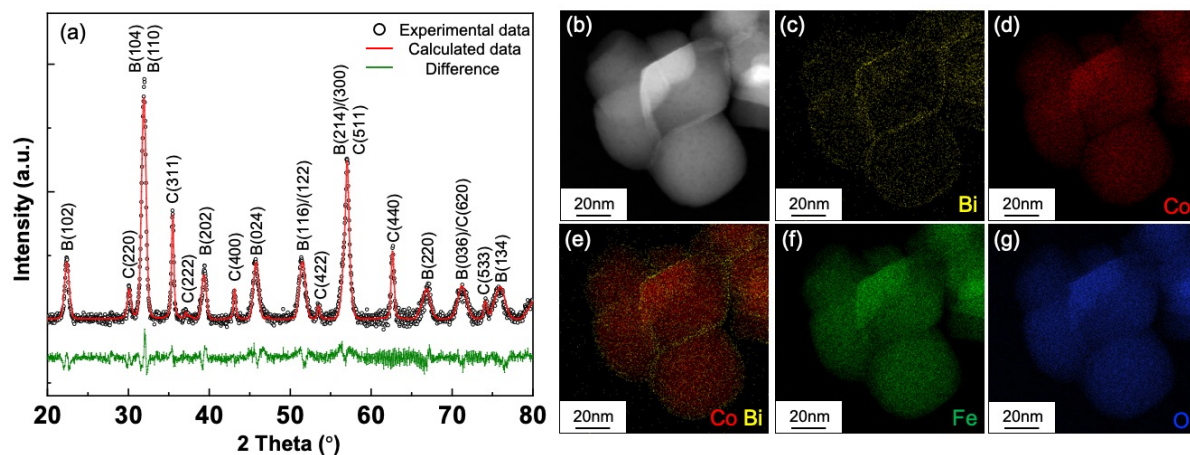 (a)
Experimental data
Calculated data
Difference
B(102)
C(220)
B(104)
B(110)
C(311)
C(222)
B(202)
C(400)
B(024)
B(116)/(122)
C(422)
B(214)/(300)
C(511)
C(440)
B(220)
B(036)/C(620)
C(533)
B(134)
Intensity (a.u.)
20 30 40 50 60 70 80
2 Theta (°)
(b)
20nm
(c)
20nm
Bi
(d)
20nm
Co
(e)
20nm
Co Bi
(f)
20nm
Fe
(g)
20nm
O